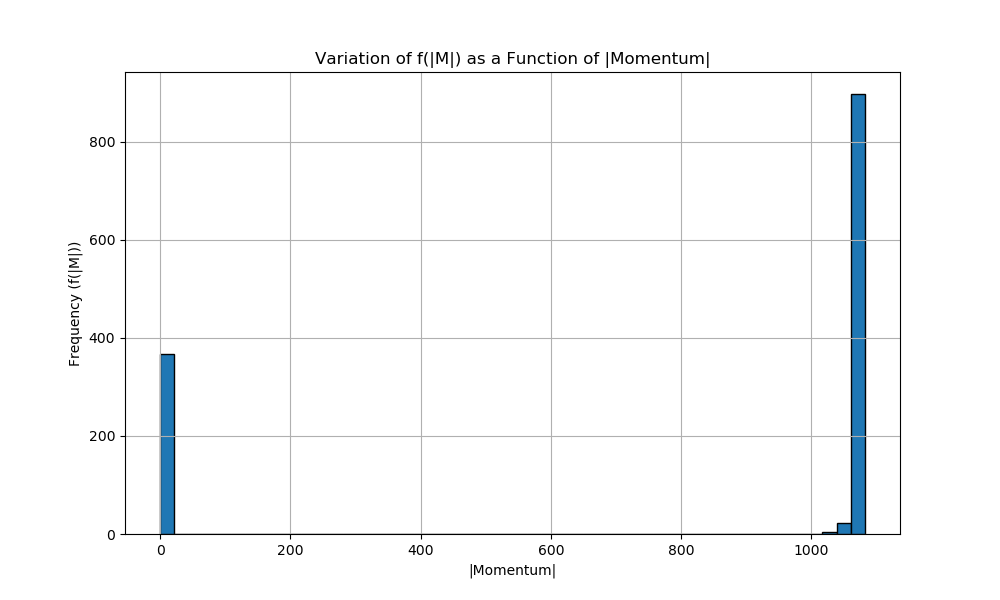 Variation of f(|M|) as a Function of |Momentum|
Frequency (f(|M|))
800
600
400
200
0
0 200 400 600 800 1000
|Momentum|